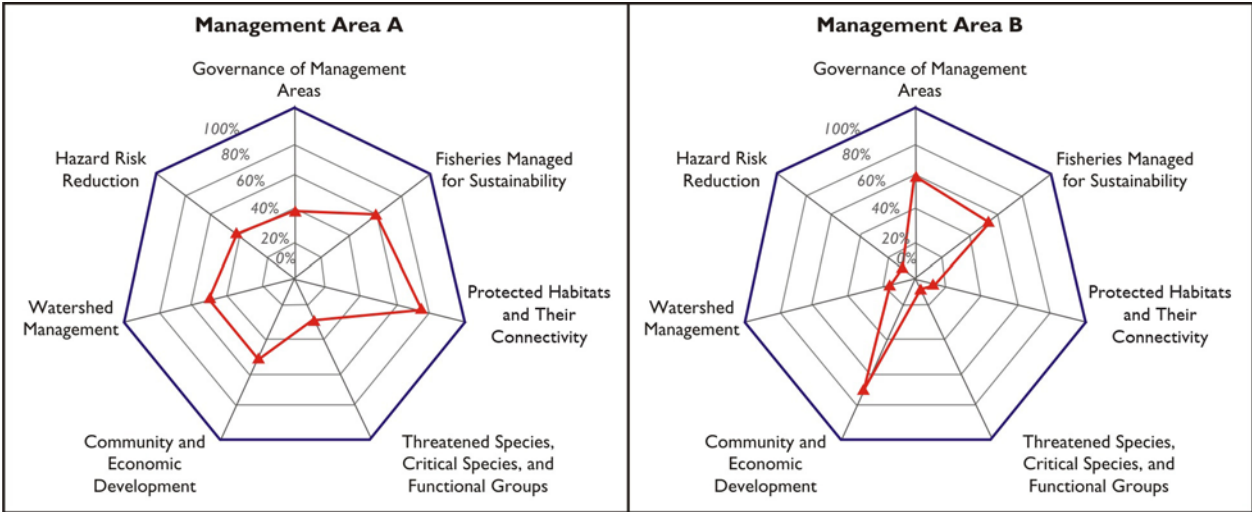 Management Area A
Governance of Management
Areas
100%
80%
60%
40%
20%
0%
Hazard Risk
Reduction
Fisheries Managed
for Sustainability
Watershed
Management
Protected Habitats
and Their
Connectivity
Community and
Economic
Development
Threatened Species,
Critical Species, and
Functional Groups
Management Area B
Governance of Management
Areas
100%
80%
60%
40%
20%
0%
Hazard Risk
Reduction
Fisheries Managed
for Sustainability
Watershed
Management
Protected Habitats
and Their
Connectivity
Community and
Economic
Development
Threatened Species,
Critical Species, and
Functional Groups